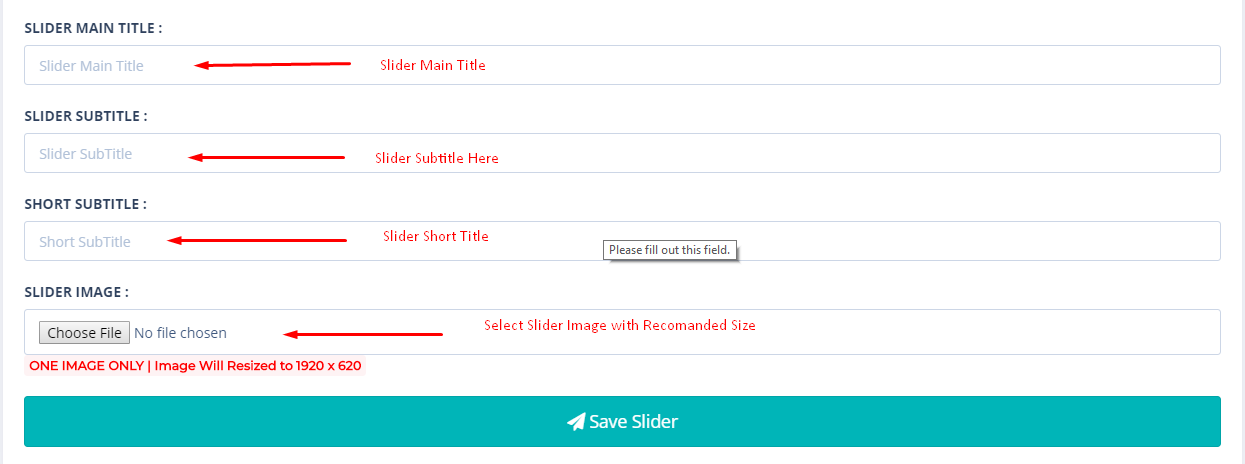 SLIDER MAIN TITLE :
Slider Main Title
Slider Main Title
SLIDER SUBTITLE :
Slider SubTitle
Slider Subtitle Here
SHORT SUBTITLE :
Short SubTitle
Slider Short Title
Please fill out this field.
SLIDER IMAGE :
Choose File No file chosen
Select Slider Image with Recomanded Size
ONE IMAGE ONLY | Image Will Resized to 1920 x 620
Save Slider